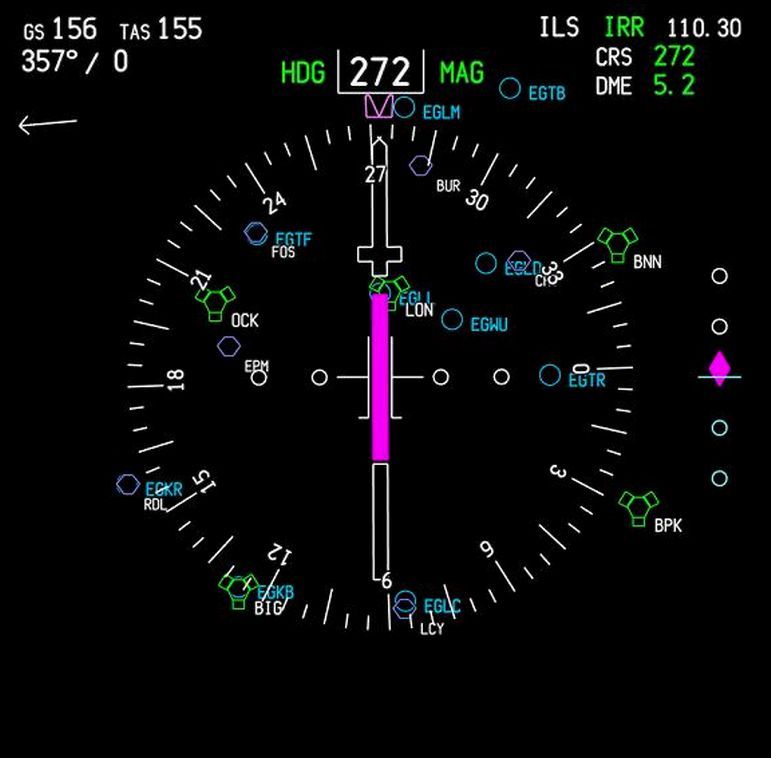 GS 156 TAS 155
357° / 0
ILS IRR 110.30
CRS 272
DME 5.2
HDG 272 MAG
EGTB
EGLM
27
BUR
30
24
EGTF
FOS
BNN
EGLD
33
21
EGLL
LON
OCK
EGWU
EPM
0
EGTR
18
3
EGKR
RDL
15
BPK
12
9
6
EGKB
BIG
EGLC
LCY